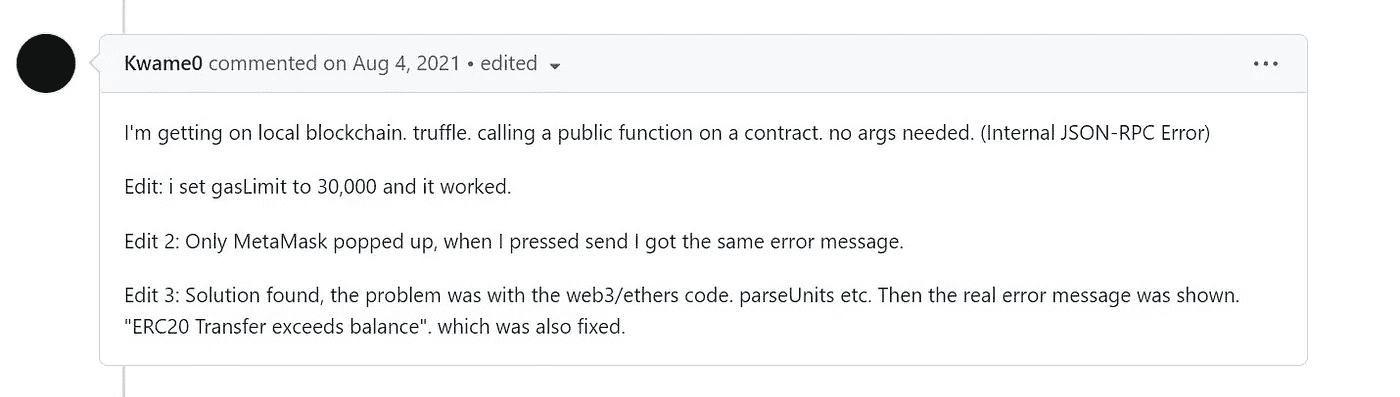 Kwame0 commented on Aug 4, 2021 • edited
I'm getting on local blockchain. truffle. calling a public function on a contract. no args needed. (Internal JSON-RPC Error)
Edit: i set gasLimit to 30,000 and it worked.
Edit 2: Only MetaMask popped up, when I pressed send I got the same error message.
Edit 3: Solution found, the problem was with the web3/ethers code. parseUnits etc. Then the real error message was shown.
"ERC20 Transfer exceeds balance". which was also fixed.